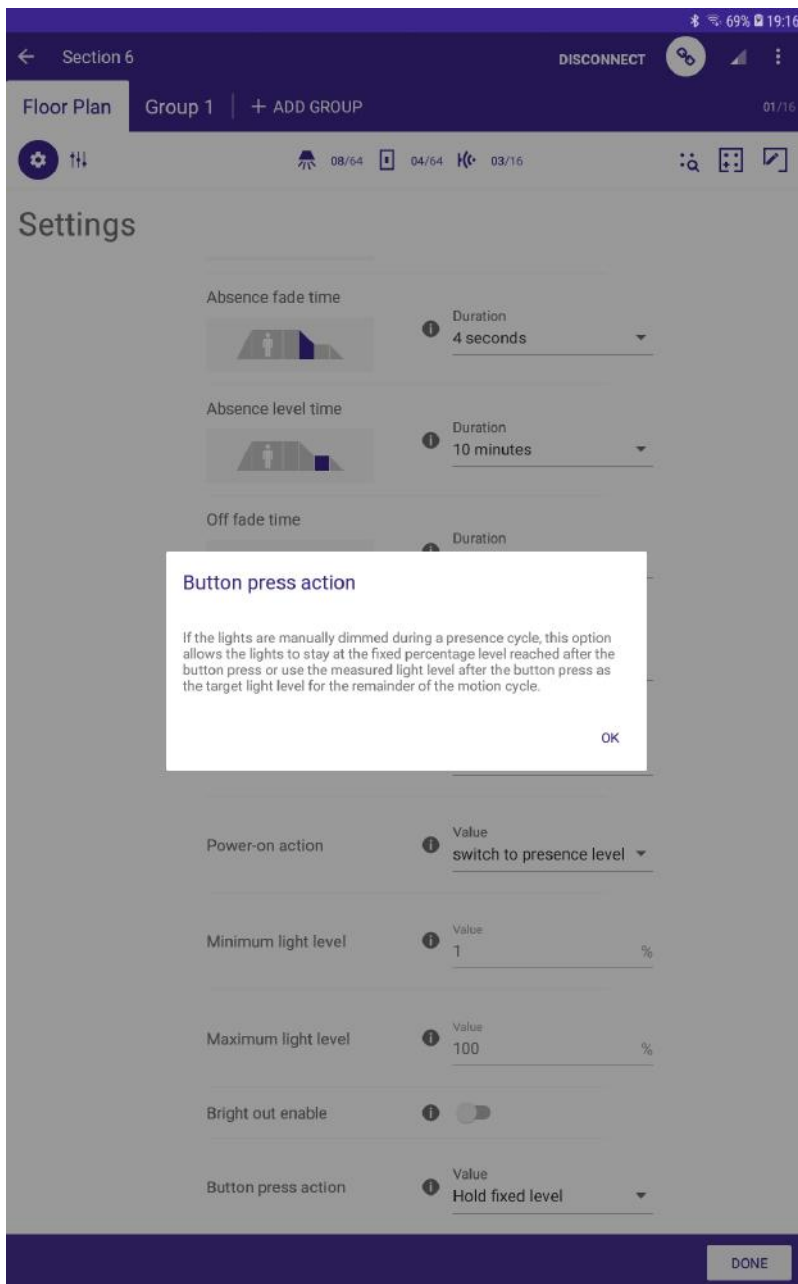 69% 19:16
Section 6
DISCONNECT
Floor Plan
Group 1
+ ADD GROUP
01/16
08/64
04/64
03/16
Settings
Absence fade time
Duration
4 seconds
Absence level time
Duration
10 minutes
Off fade time
Duration
Button press action
If the lights are manually dimmed during a presence cycle, this option
allows the lights to stay at the fixed percentage level reached after the
button press or use the measured light level after the button press as
the target light level for the remainder of the motion cycle.
OK
Power-on action
Value
switch to presence level
Minimum light level
Value
1 %
Maximum light level
Value
100 %
Bright out enable
Button press action
Value
Hold fixed level
DONE